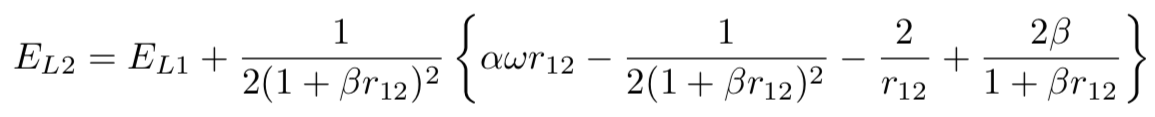 $E_{L2} = E_{L1} + \frac{1}{2(1 + \beta r_{12})^2} \left\{ \alpha \omega r_{12} - \frac{1}{2(1 + \beta r_{12})^2} - \frac{2}{r_{12}} + \frac{2\beta}{1 + \beta r_{12}} \right\}$